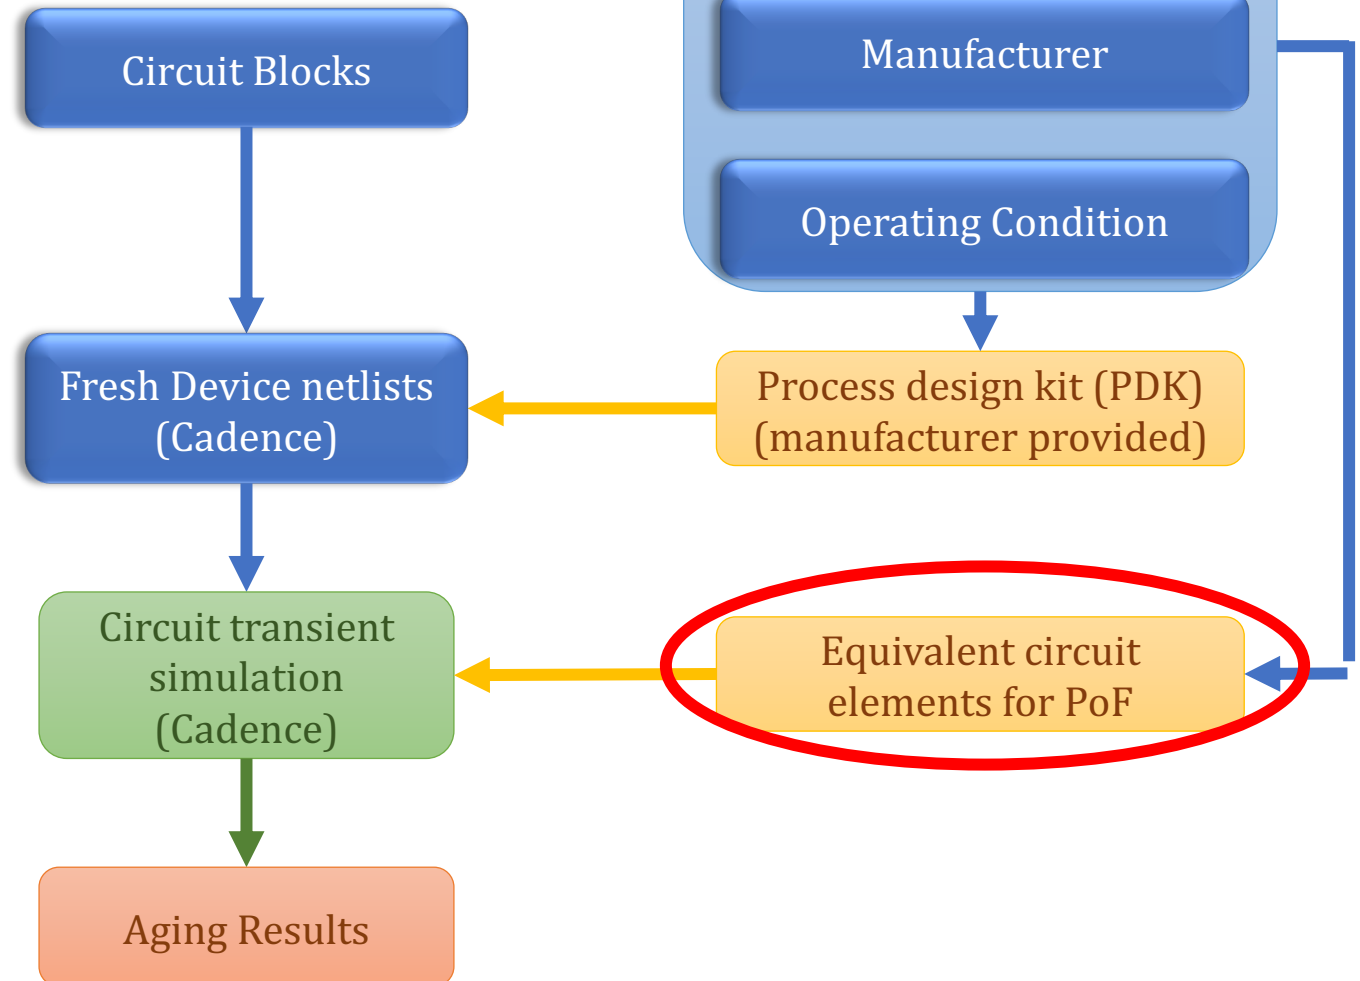 Circuit Blocks
Manufacturer
Operating Condition
Fresh Device netlists
(Cadence)
Process design kit (PDK)
(manufacturer provided)
Circuit transient
simulation
(Cadence)
Equivalent circuit
elements for PoF
Aging Results